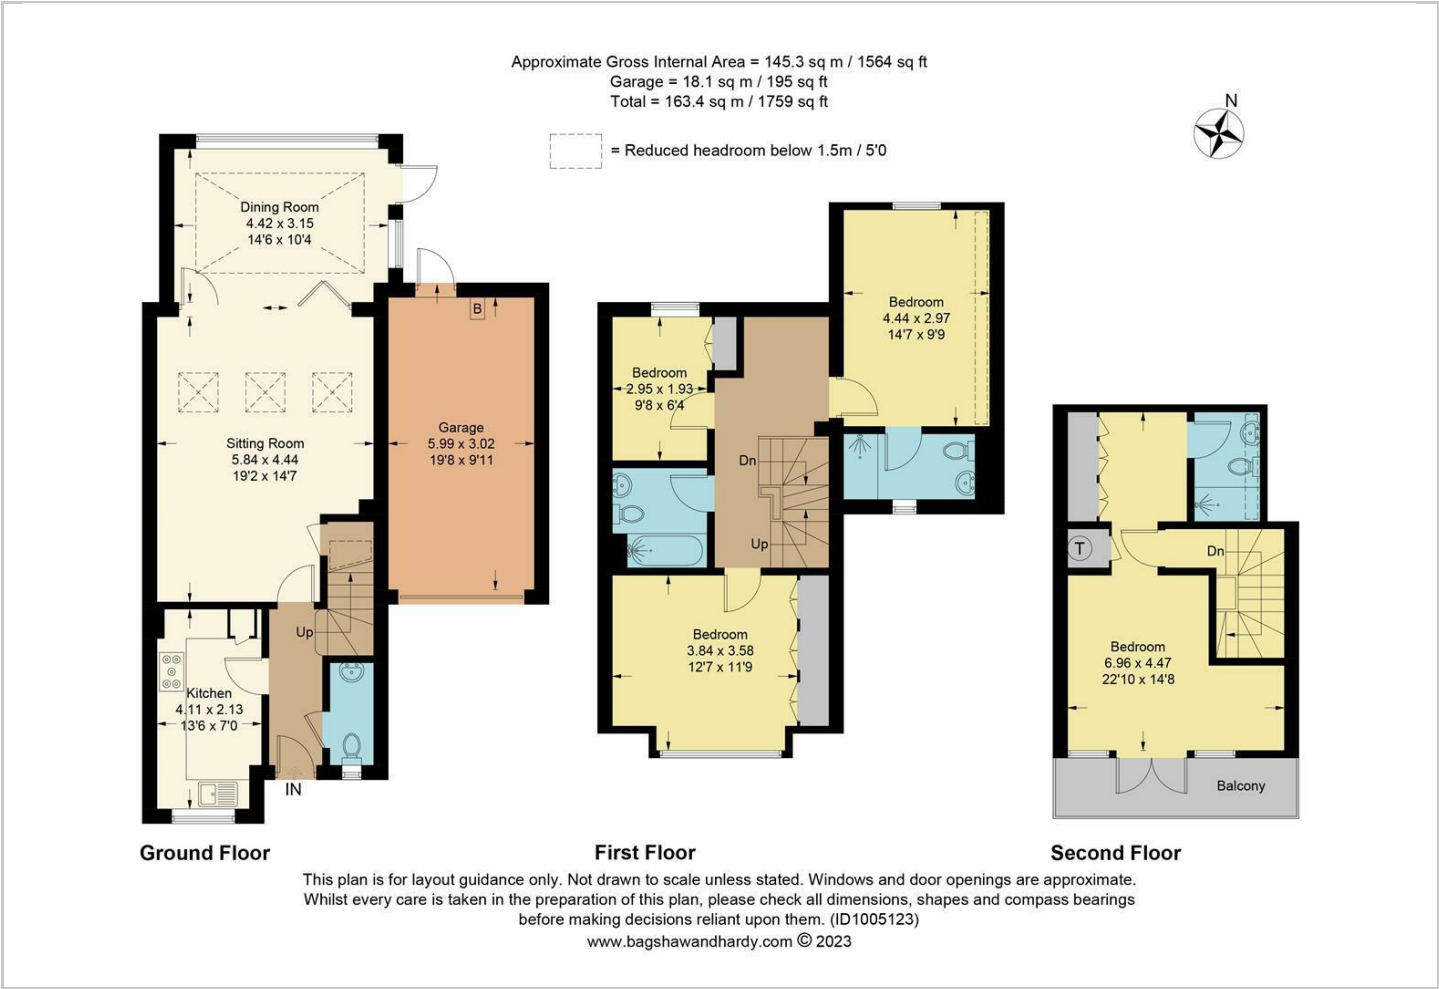 Approximate Gross Internal Area = 145.3 sq m / 1564 sq ft
Garage = 18.1 sq m / 195 sq ft
Total = 163.4 sq m / 1759 sq ft
N
= Reduced headroom below 1.5m / 5'0
Dining Room
4.42 x 3.15
14'6 x 10'4
B
Garage
5.99 x 3.02
19'8 x 9'11
Sitting Room
5.84 x 4.44
19'2 x 14'7
Up
Kitchen
4.11 x 2.13
13'6 x 7'0
IN
Ground Floor
Bedroom
4.44 x 2.97
14'7 x 9'9
Bedroom
2.95 x 1.93
9'8 x 6'4
Dn
Up
Bedroom
3.84 x 3.58
12'7 x 11'9
First Floor
T
Dn
Bedroom
6.96 x 4.47
22'10 x 14'8
Balcony
Second Floor
This plan is for layout guidance only. Not drawn to scale unless stated. Windows and door openings are approximate.
Whilst every care is taken in the preparation of this plan, please check all dimensions, shapes and compass bearings
before making decisions reliant upon them. (ID1005123)
www.bagshawandhardy.com © 2023